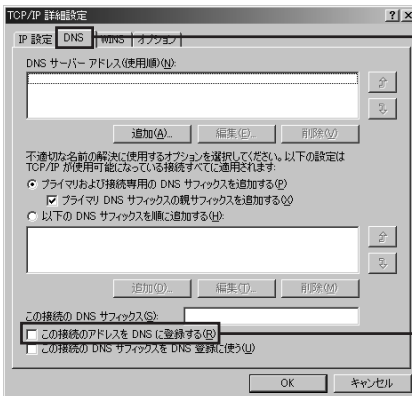 TCP/IP 詳細設定
IP 設定 DNS WINS オプション
DNS サーバー アドレス(使用順)(N):
追加(A)... 編集(E)... 削除(V)
不適切な名前の解決に使用するオプションを選択してください。以下の設定は
TCP/IP が使用可能になっている接続すべてに適用されます:
プライマリおよび接続専用の DNS サフィックスを追加する(P)
プライマリ DNS サフィックスの親サフィックスを追加する(X)
以下の DNS サフィックスを順に追加する(H):
追加(D)... 編集(T)... 削除(M)
この接続の DNS サフィックス(S):
この接続のアドレスを DNS に登録する(R)
この接続の DNS サフィックスを DNS 登録に使う(U)
OK キャンセル